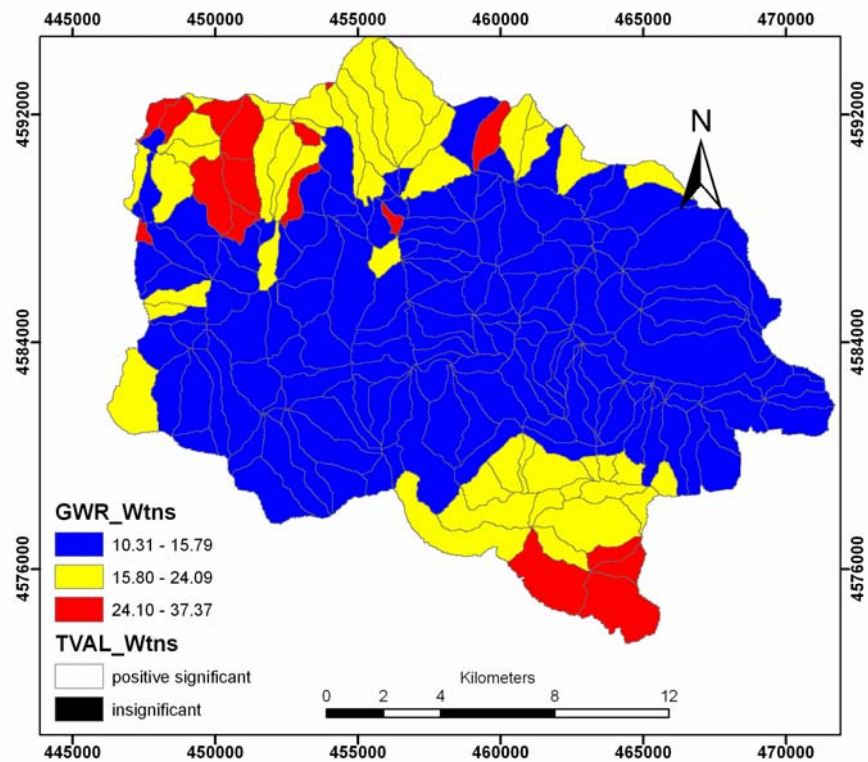 445000 450000 455000 460000 465000 470000
4592000 4592000
N
4584000 4584000
GWR_Wtns
10.31 - 15.79
15.80 - 24.09
24.10 - 37.37
4576000 4576000
TVAL_Wtns
positive significant
insignificant
Kilometers
0 2 4 8 12
445000 450000 455000 460000 465000 470000